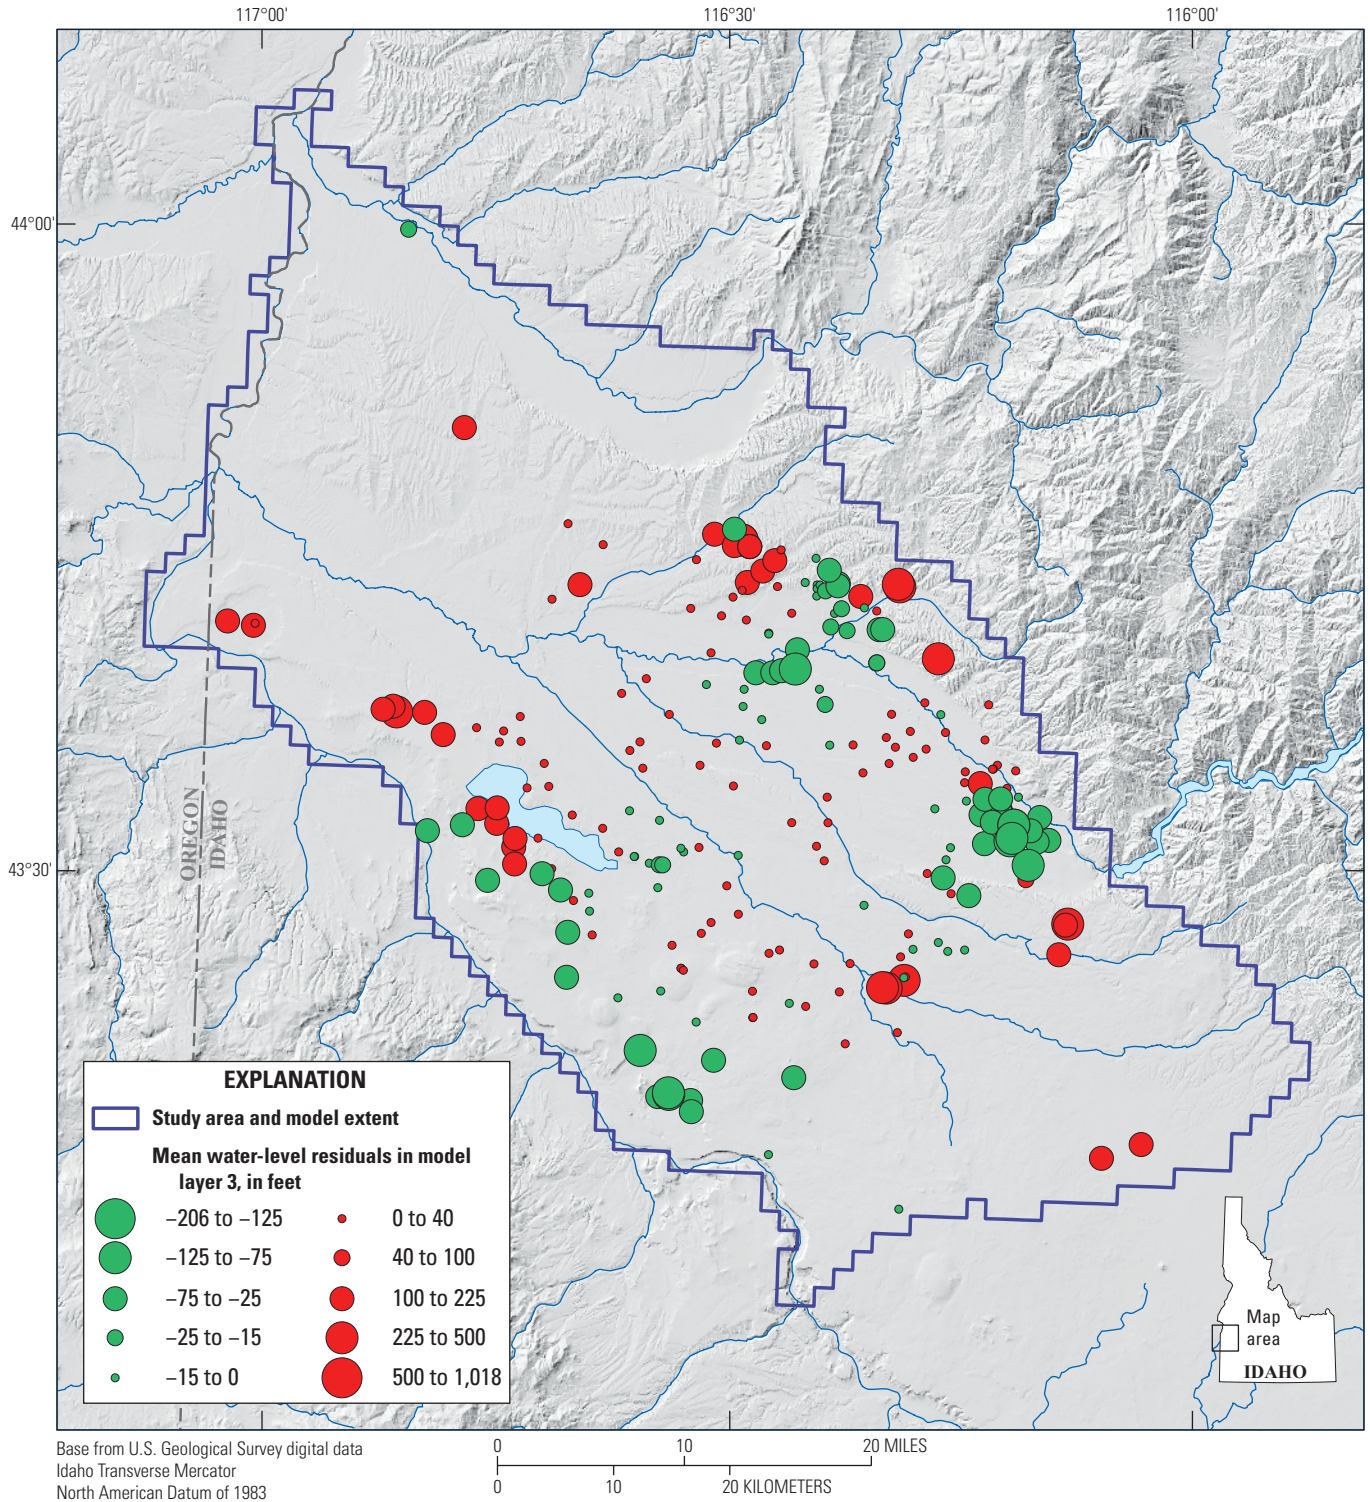 117°00'
116°30'
116°00'
44°00'
43°30'
OREGON
IDAHO
EXPLANATION
Study area and model extent
Mean water-level residuals in model
layer 3, in feet
−206 to −125
−125 to −75
−75 to −25
−25 to −15
−15 to 0
0 to 40
40 to 100
100 to 225
225 to 500
500 to 1,018
Map
area
IDAHO
Base from U.S. Geological Survey digital data
Idaho Transverse Mercator
North American Datum of 1983
0 10 20 MILES
0 10 20 KILOMETERS